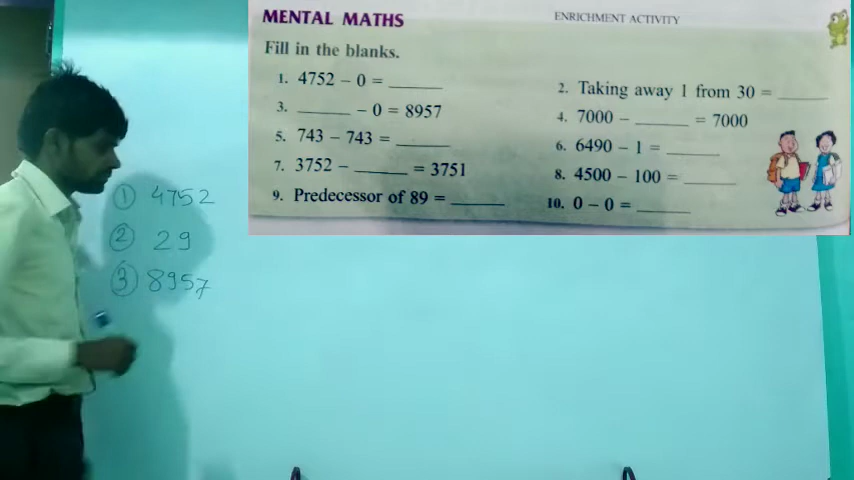 MENTAL MATHS
ENRICHMENT ACTIVITY
Fill in the blanks.
1. 4752 – 0 = ______
2. Taking away 1 from 30 = ______
3. ______ – 0 = 8957
4. 7000 – ______ = 7000
5. 743 – 743 = ______
6. 6490 – 1 = ______
7. 3752 – ______ = 3751
8. 4500 – 100 = ______
9. Predecessor of 89 = ______
10. 0 – 0 = ______
① 4752
② 29
③ 8957